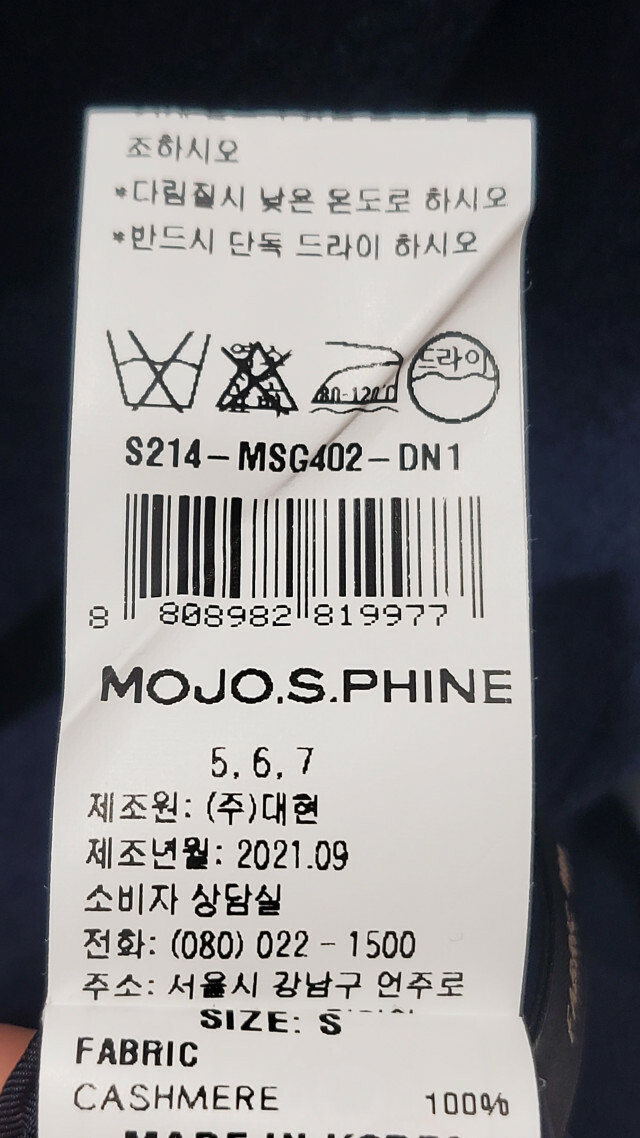 조하시오
*다림질시 낮은 온도로 하시오
*반드시 단독 드라이 하시오
80-120℃ 드라이
S214-MSG402-DN1
8 808982 819977
MOJO.S.PHINE
5, 6, 7
제조원: (주)대현
제조년월: 2021.09
소비자 상담실
전화: (080) 022 - 1500
주소: 서울시 강남구 언주로
SIZE: S
FABRIC
CASHMERE 100%
MADE IN KOREA